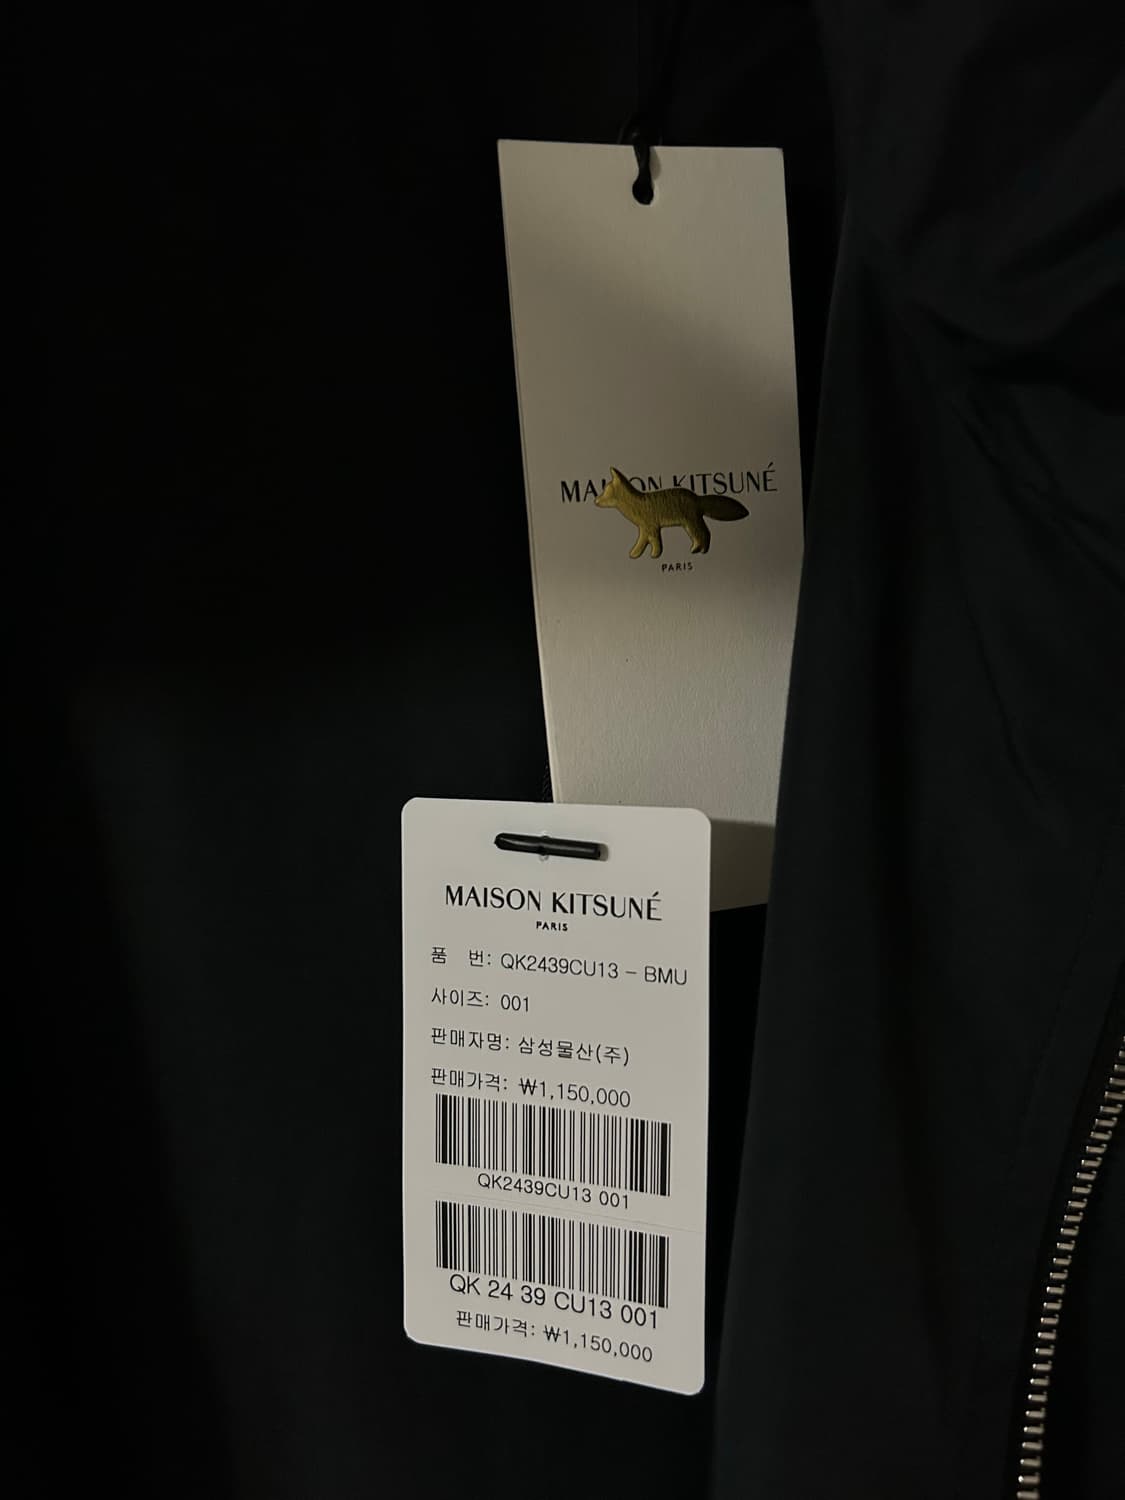 MAISON KITSUNÉ
PARIS
MAISON KITSUNÉ
PARIS
품 번: QK2439CU13 - BMU
사이즈: 001
판매자명: 삼성물산(주)
판매가격: ₩1,150,000
QK2439CU13 001
QK 24 39 CU13 001
판매가격: ₩1,150,000